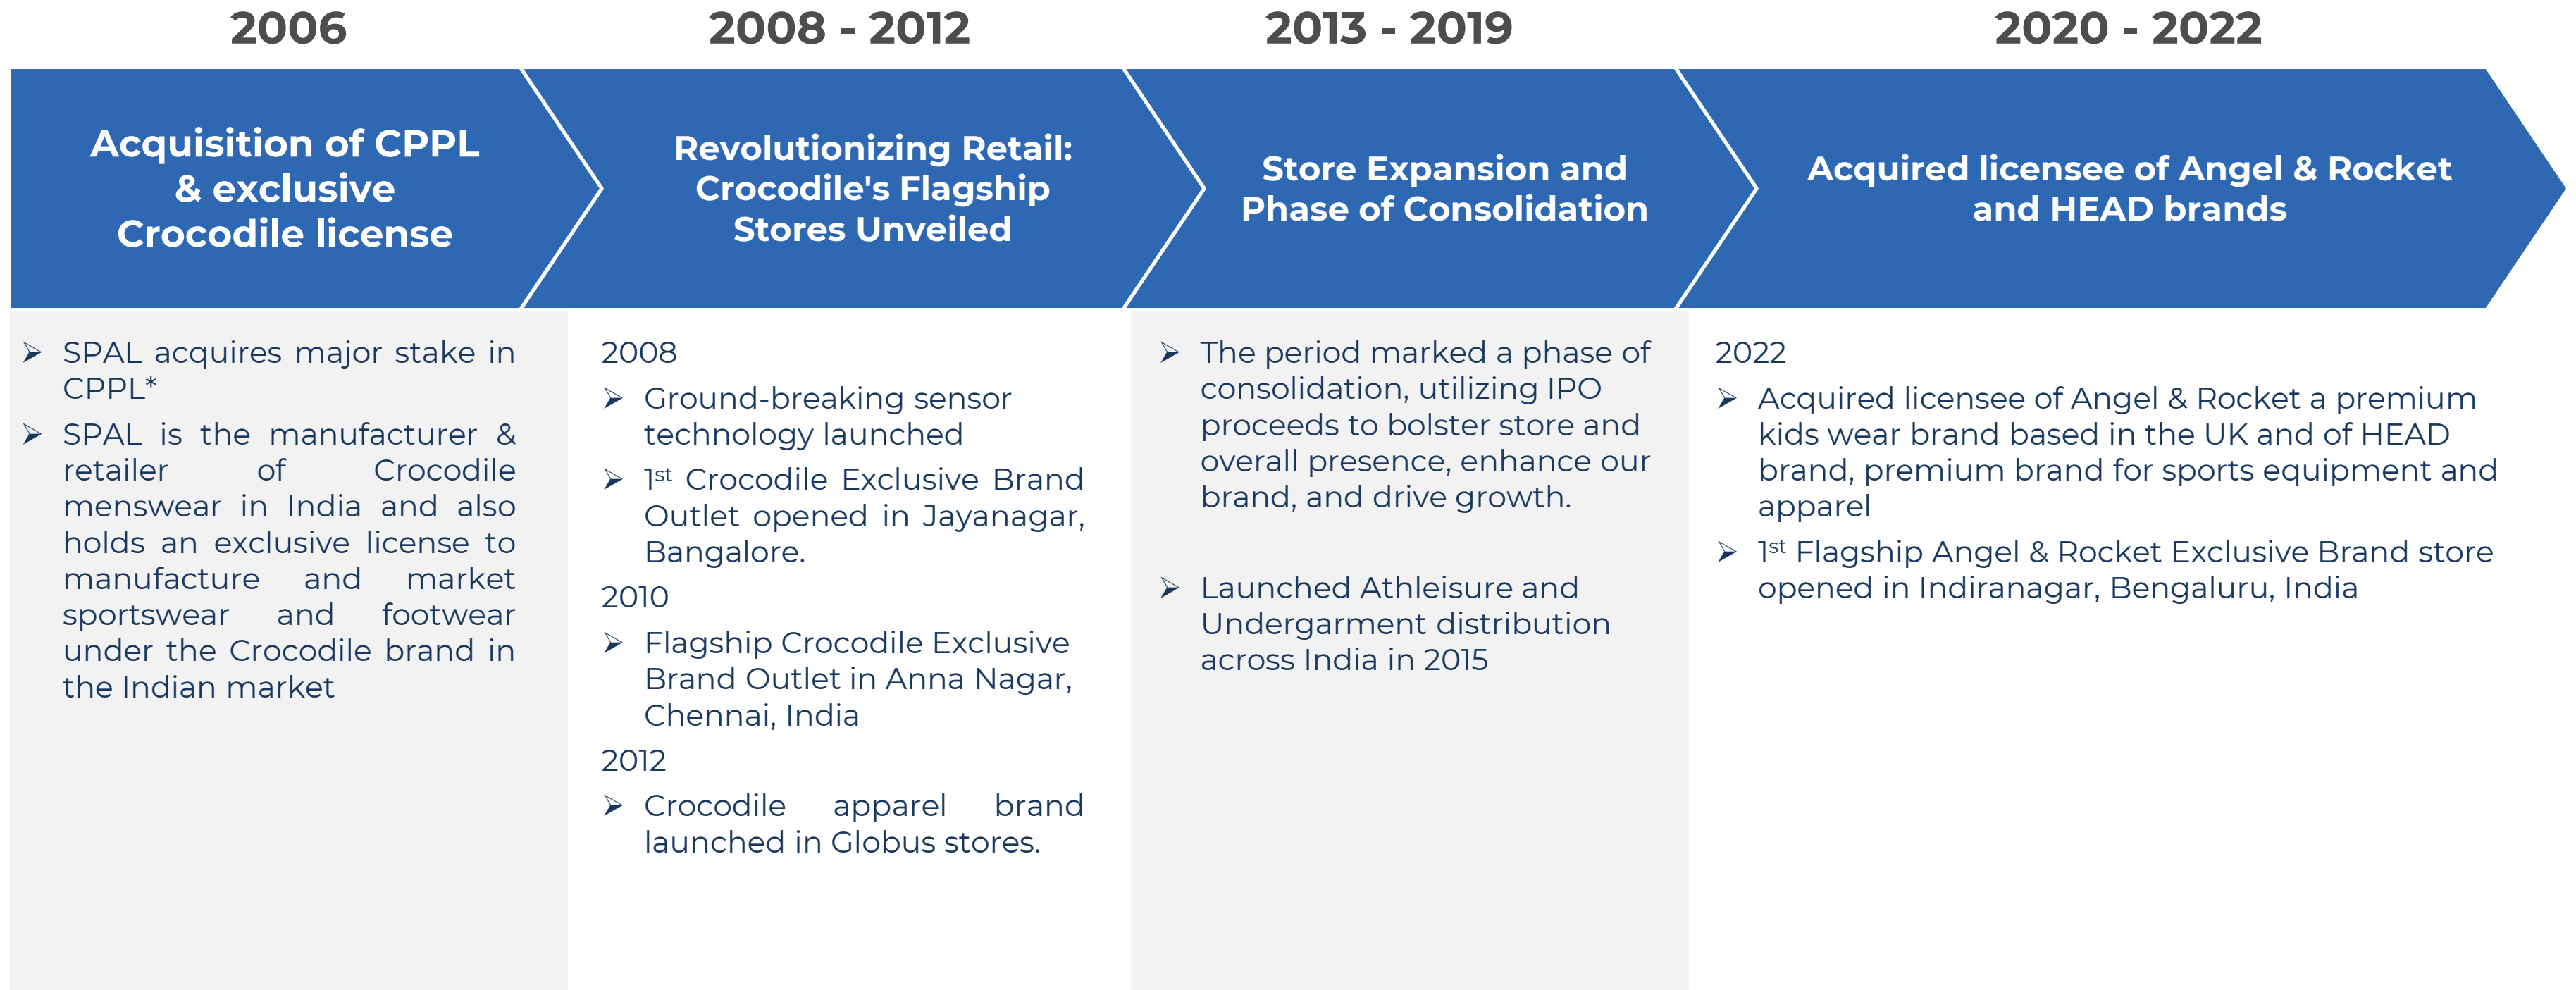 2006
Acquisition of CPPL
& exclusive
Crocodile license
➢ SPAL acquires major stake in
CPPL*
➢ SPAL is the manufacturer &
retailer of Crocodile
menswear in India and also
holds an exclusive license to
manufacture and market
sportswear and footwear
under the Crocodile brand in
the Indian market
2008 - 2012
Revolutionizing Retail:
Crocodile's Flagship
Stores Unveiled
2008
➢ Ground-breaking sensor
technology launched
➢ 1st Crocodile Exclusive Brand
Outlet opened in Jayanagar,
Bangalore.
2010
➢ Flagship Crocodile Exclusive
Brand Outlet in Anna Nagar,
Chennai, India
2012
➢ Crocodile apparel brand
launched in Globus stores.
2013 - 2019
Store Expansion and
Phase of Consolidation
➢ The period marked a phase of
consolidation, utilizing IPO
proceeds to bolster store and
overall presence, enhance our
brand, and drive growth.
➢ Launched Athleisure and
Undergarment distribution
across India in 2015
2020 - 2022
Acquired licensee of Angel & Rocket
and HEAD brands
2022
➢ Acquired licensee of Angel & Rocket a premium
kids wear brand based in the UK and of HEAD
brand, premium brand for sports equipment and
apparel
➢ 1st Flagship Angel & Rocket Exclusive Brand store
opened in Indiranagar, Bengaluru, India